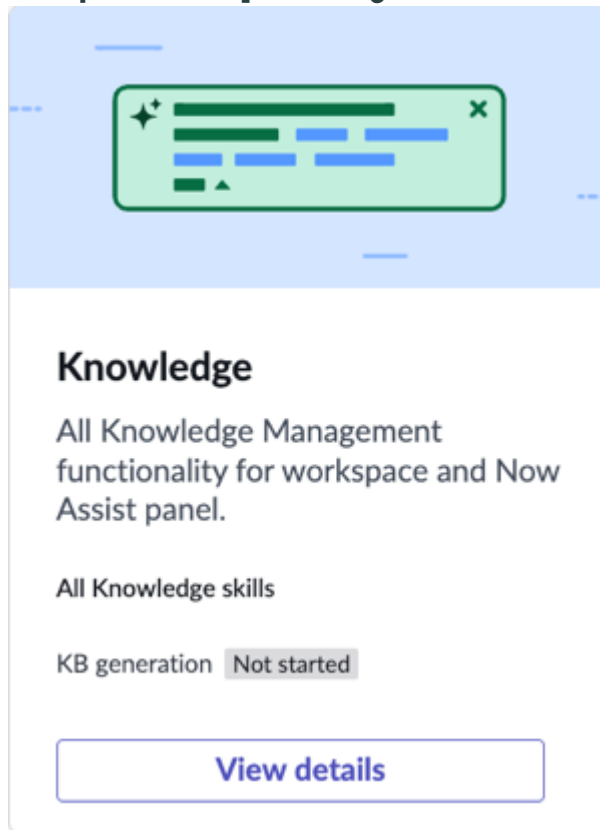 Knowledge
All Knowledge Management
functionality for workspace and Now
Assist panel.
All Knowledge skills
KB generation Not started
View details